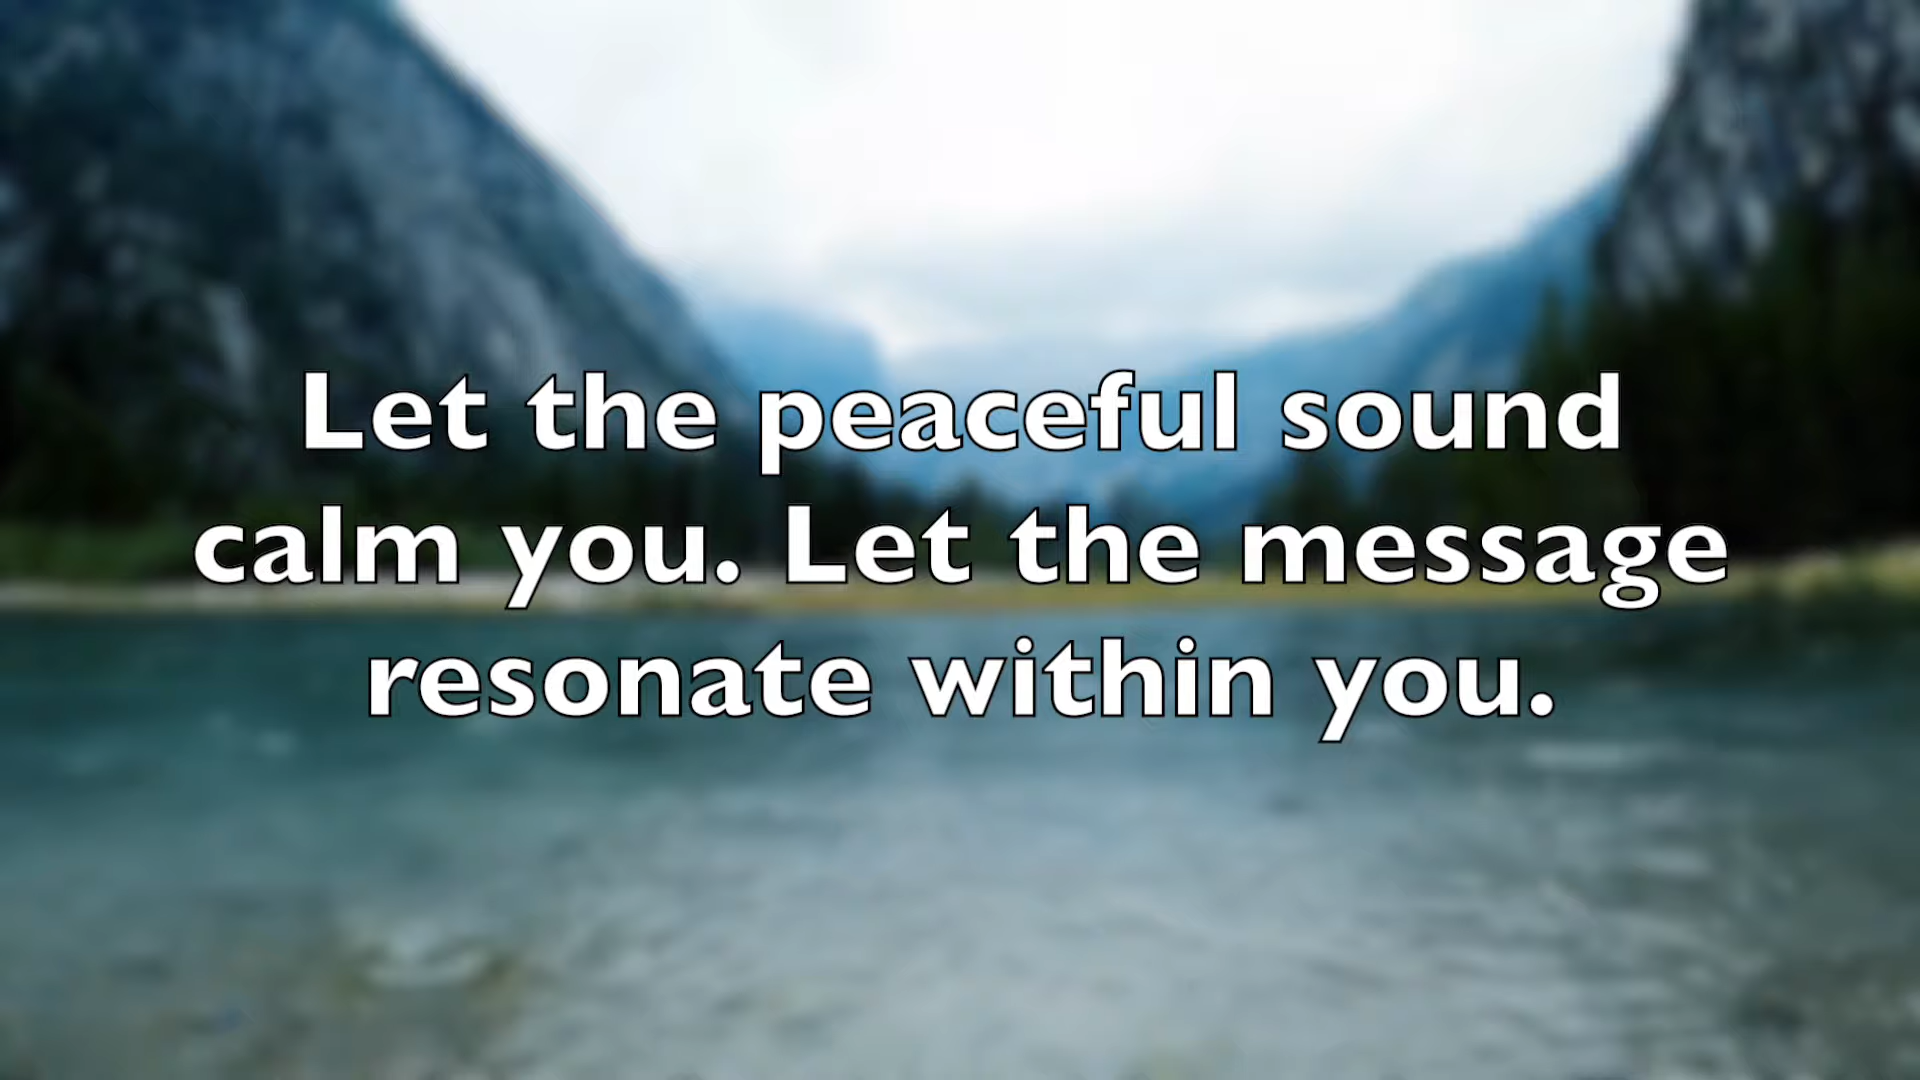 Let the peaceful sound
calm you. Let the message
resonate within you.